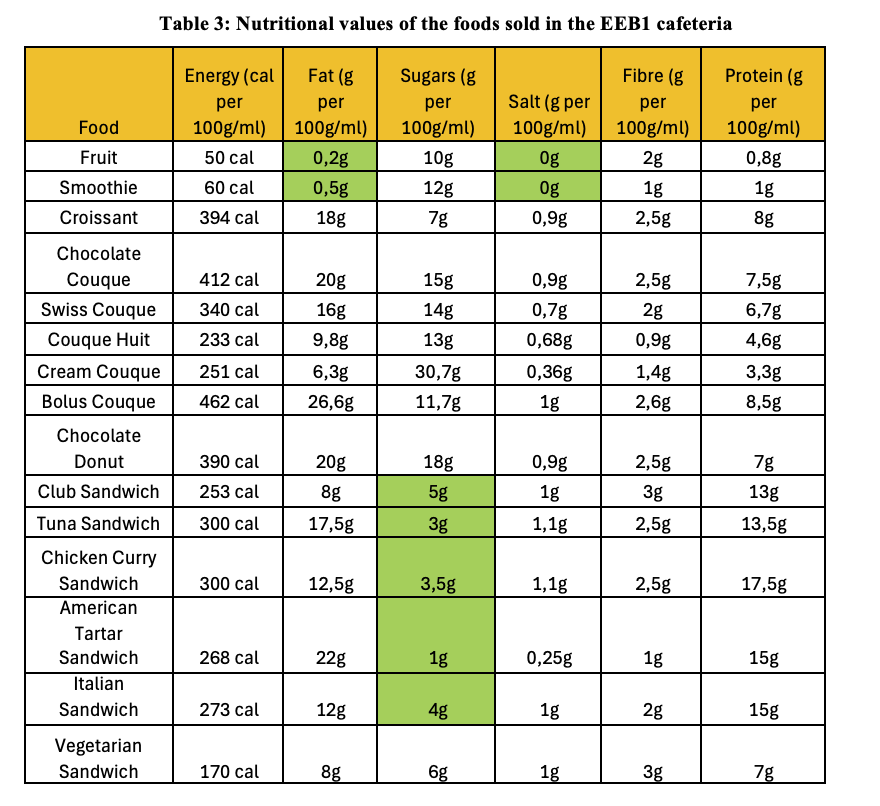 Table 3: Nutritional values of the foods sold in the EEB1 cafeteria
Food | Energy (cal per 100g/ml) | Fat (g per 100g/ml) | Sugars (g per 100g/ml) | Salt (g per 100g/ml) | Fibre (g per 100g/ml) | Protein (g per 100g/ml)
Fruit | 50 cal | 0,2g | 10g | 0g | 2g | 0,8g
Smoothie | 60 cal | 0,5g | 12g | 0g | 1g | 1g
Croissant | 394 cal | 18g | 7g | 0,9g | 2,5g | 8g
Chocolate Couque | 412 cal | 20g | 15g | 0,9g | 2,5g | 7,5g
Swiss Couque | 340 cal | 16g | 14g | 0,7g | 2g | 6,7g
Couque Huit | 233 cal | 9,8g | 13g | 0,68g | 0,9g | 4,6g
Cream Couque | 251 cal | 6,3g | 30,7g | 0,36g | 1,4g | 3,3g
Bolus Couque | 462 cal | 26,6g | 11,7g | 1g | 2,6g | 8,5g
Chocolate Donut | 390 cal | 20g | 18g | 0,9g | 2,5g | 7g
Club Sandwich | 253 cal | 8g | 5g | 1g | 3g | 13g
Tuna Sandwich | 300 cal | 17,5g | 3g | 1,1g | 2,5g | 13,5g
Chicken Curry Sandwich | 300 cal | 12,5g | 3,5g | 1,1g | 2,5g | 17,5g
American Tartar Sandwich | 268 cal | 22g | 1g | 0,25g | 1g | 15g
Italian Sandwich | 273 cal | 12g | 4g | 1g | 2g | 15g
Vegetarian Sandwich | 170 cal | 8g | 6g | 1g | 3g | 7g